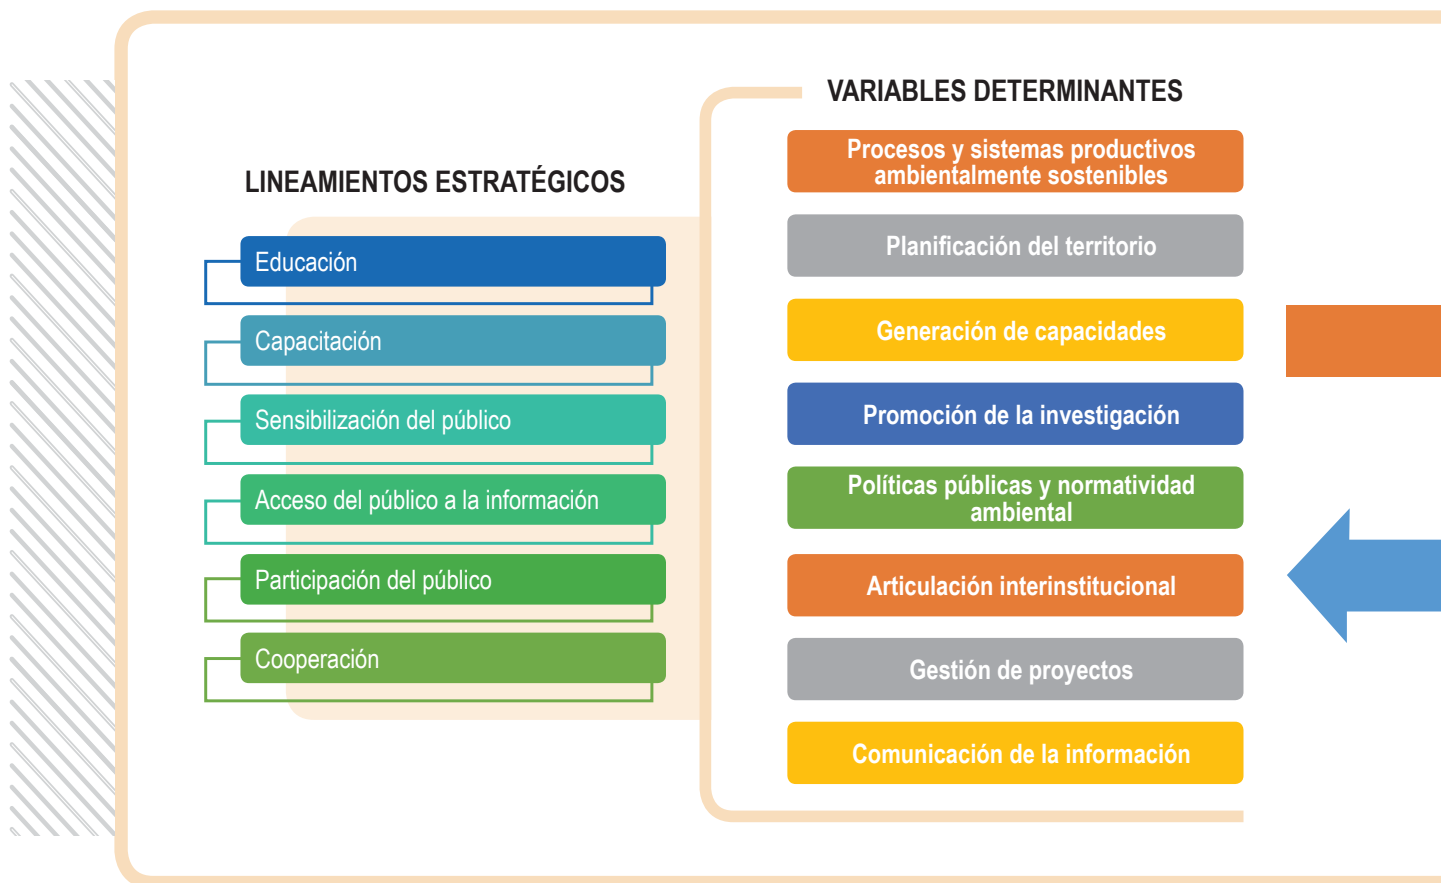 LINEAMIENTOS ESTRATÉGICOS
Educación
Capacitación
Sensibilización del público
Acceso del público a la información
Participación del público
Cooperación
VARIABLES DETERMINANTES
Procesos y sistemas productivos
ambientalmente sostenibles
Planificación del territorio
Generación de capacidades
Promoción de la investigación
Políticas públicas y normatividad
ambiental
Articulación interinstitucional
Gestión de proyectos
Comunicación de la información